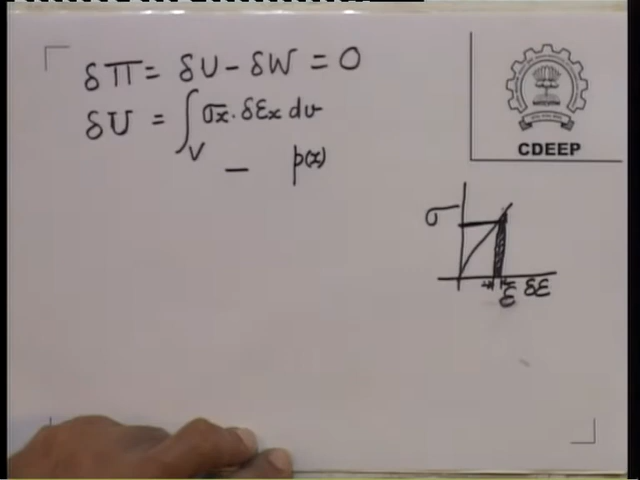 δΠ = δU - δW = 0
δU = ∫V σx · δεx dv
- p(x)
CDEEP
σ
ε δε